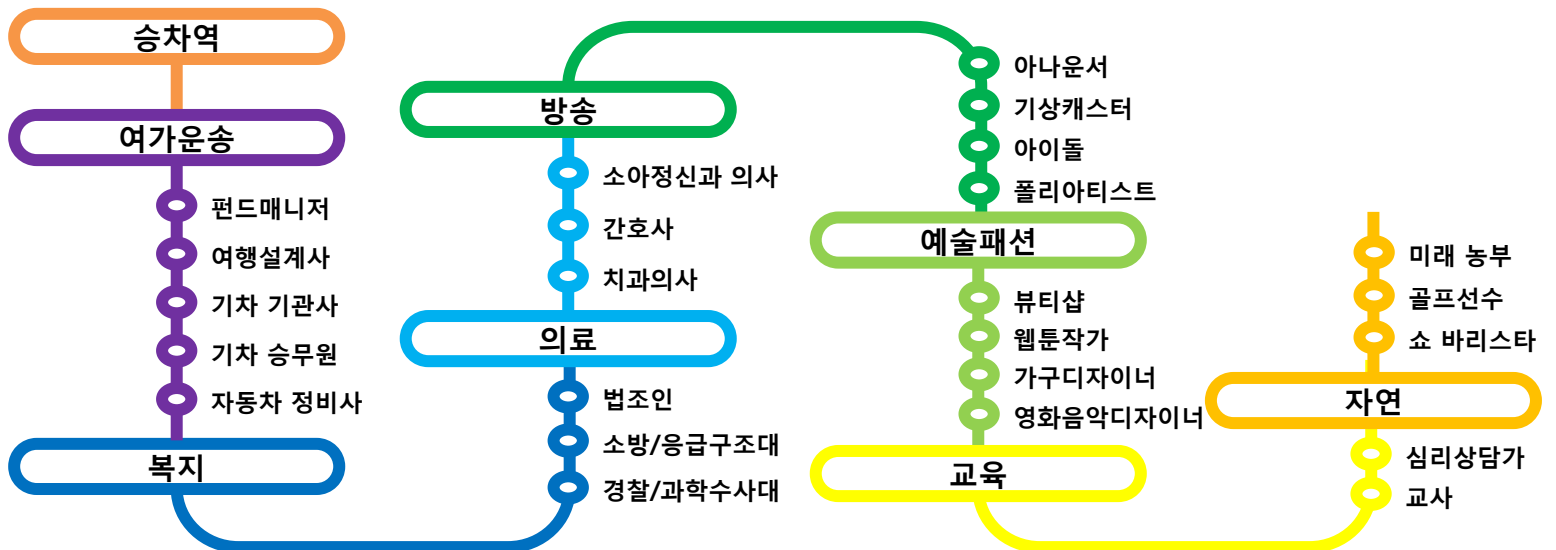 승차역
여가운송
펀드매니저
여행설계사
기차 기관사
기차 승무원
자동차 정비사
복지
방송
소아정신과 의사
간호사
치과의사
의료
법조인
소방/응급구조대
경찰/과학수사대
아나운서
기상캐스터
아이돌
폴리아티스트
예술패션
뷰티샵
웹툰작가
가구디자이너
영화음악디자이너
교육
미래 농부
골프선수
쇼 바리스타
자연
심리상담가
교사